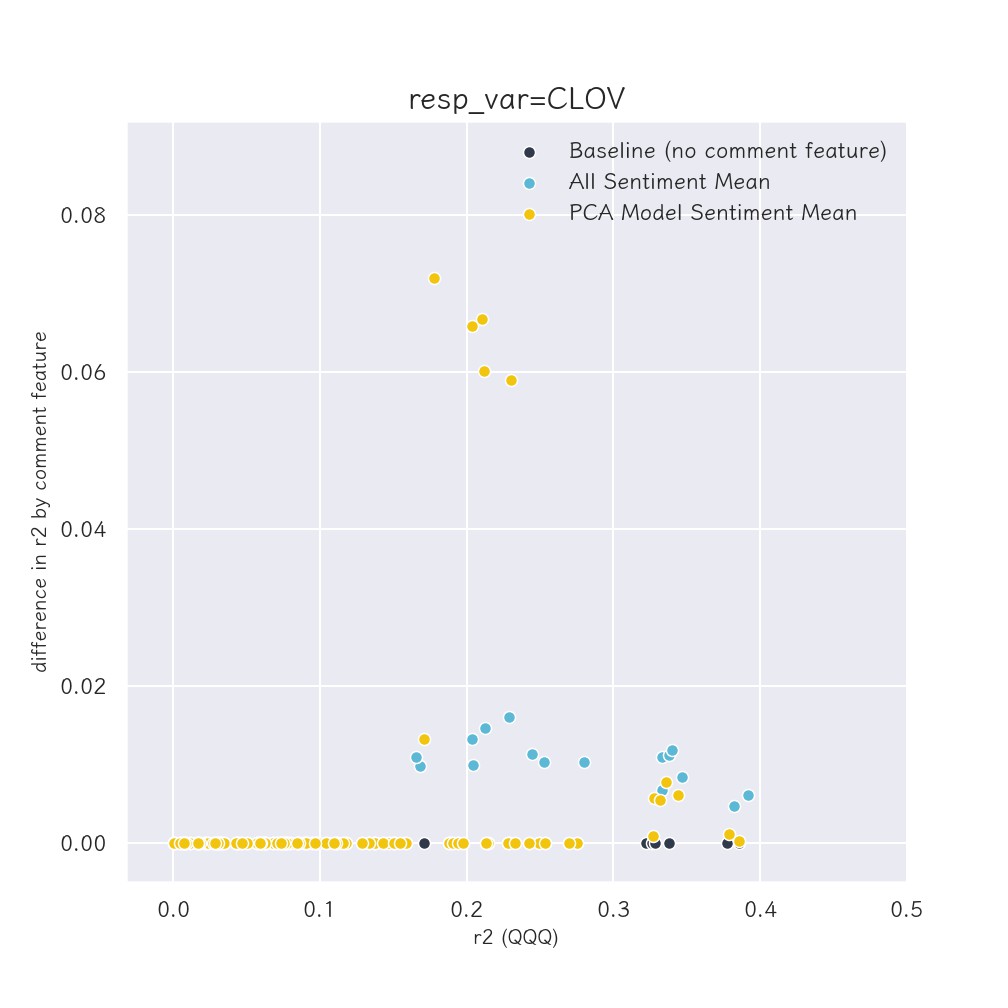 resp_var=CLOV
Baseline (no comment feature)
All Sentiment Mean
PCA Model Sentiment Mean
difference in r2 by comment feature
0.08
0.06
0.04
0.02
0.00
0.0 0.1 0.2 0.3 0.4 0.5
r2 (QQQ)